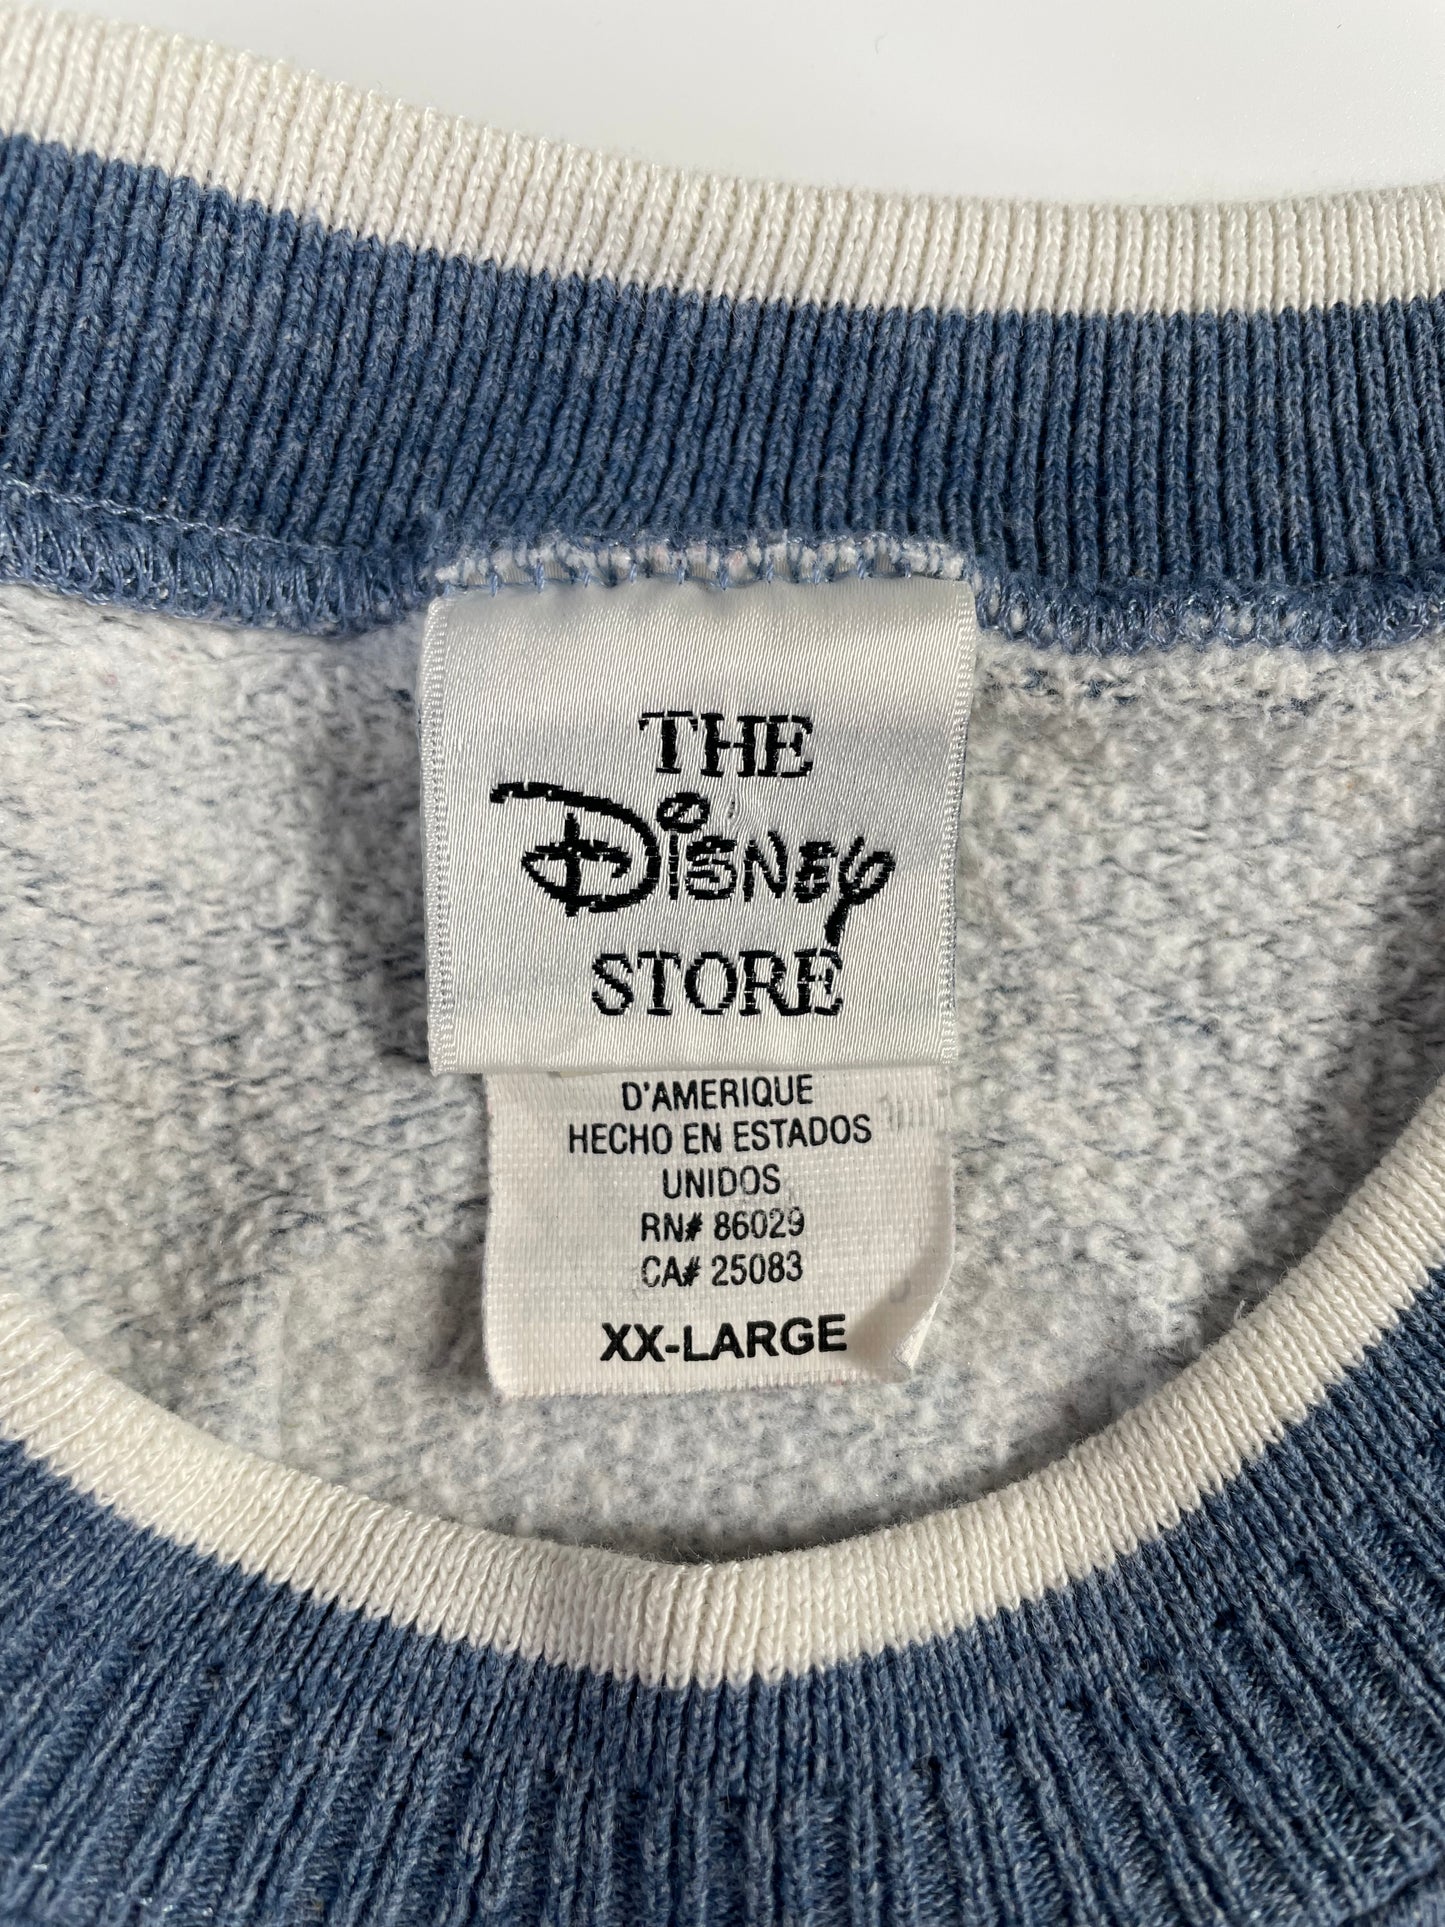 THE
Disney
STORE
D'AMERIQUE
HECHO EN ESTADOS
UNIDOS
RN# 86029
CA# 25083
XX-LARGE